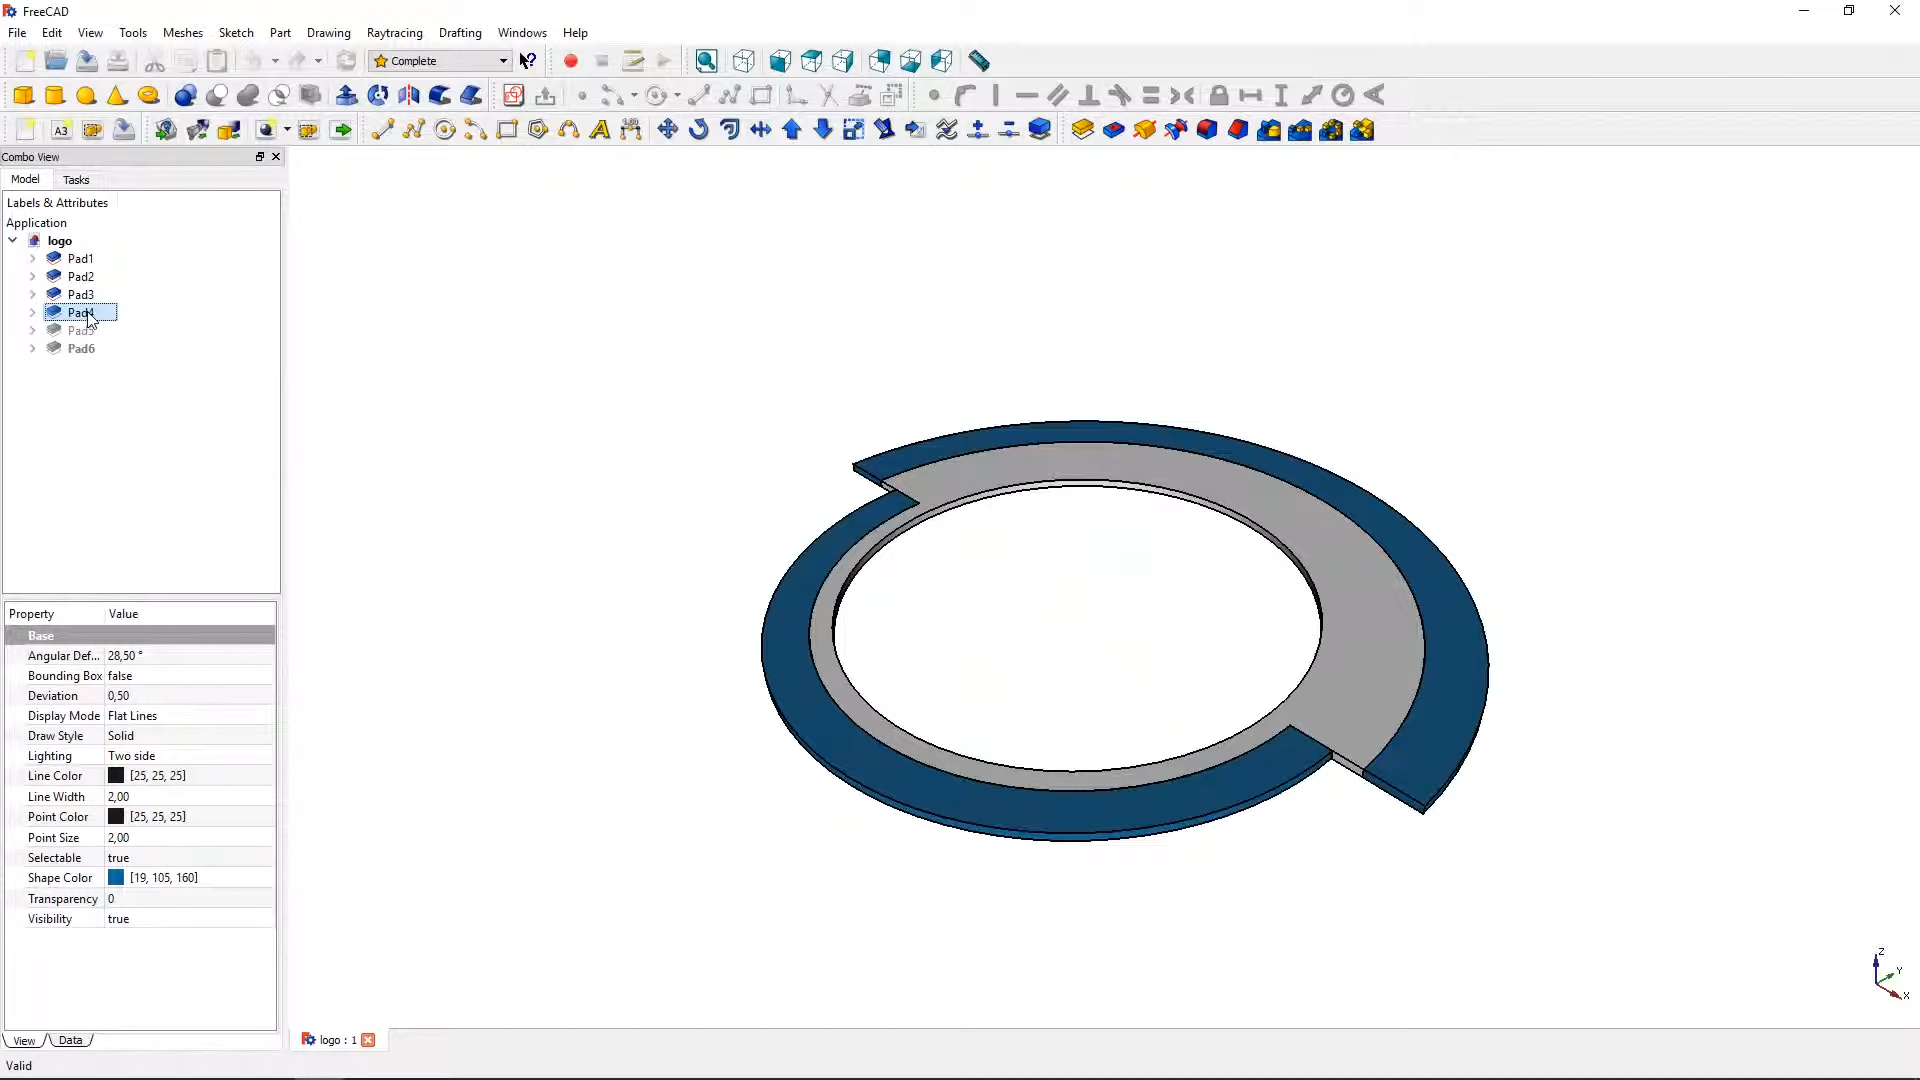 FreeCAD
File Edit View Tools Meshes Sketch Part Drawing Raytracing Drafting Windows Help
Complete
A3
Combo View
Model Tasks
Labels & Attributes
Application
logo
Pad1
Pad2
Pad3
Pad4
Pad5
Pad6
Property Value
Base
Angular Def... 28,50 °
Bounding Box false
Deviation 0,50
Display Mode Flat Lines
Draw Style Solid
Lighting Two side
Line Color [25, 25, 25]
Line Width 2,00
Point Color [25, 25, 25]
Point Size 2,00
Selectable true
Shape Color [19, 105, 160]
Transparency 0
Visibility true
Z
Y
X
View Data
logo : 1
Valid